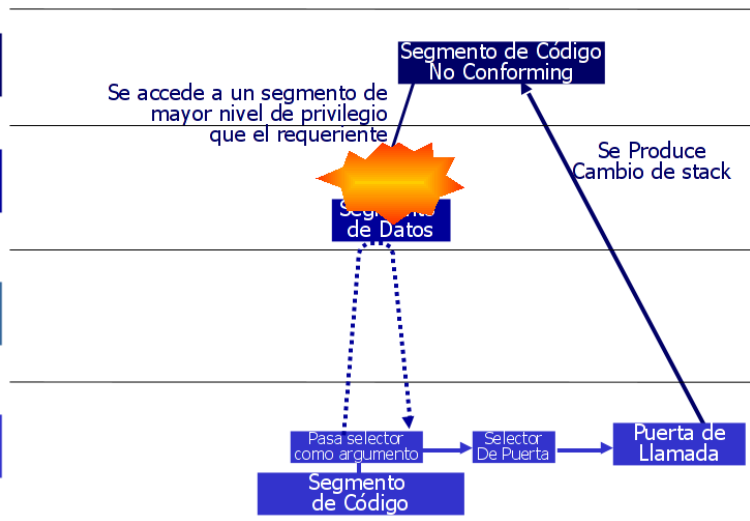 Segmento de Código
No Conforming
Se accede a un segmento de
mayor nivel de privilegio
que el requeriente
Se Produce
Cambio de stack
Segmento
de Datos
Pasa selector
como argumento
Selector
De Puerta
Puerta de
Llamada
Segmento
de Código